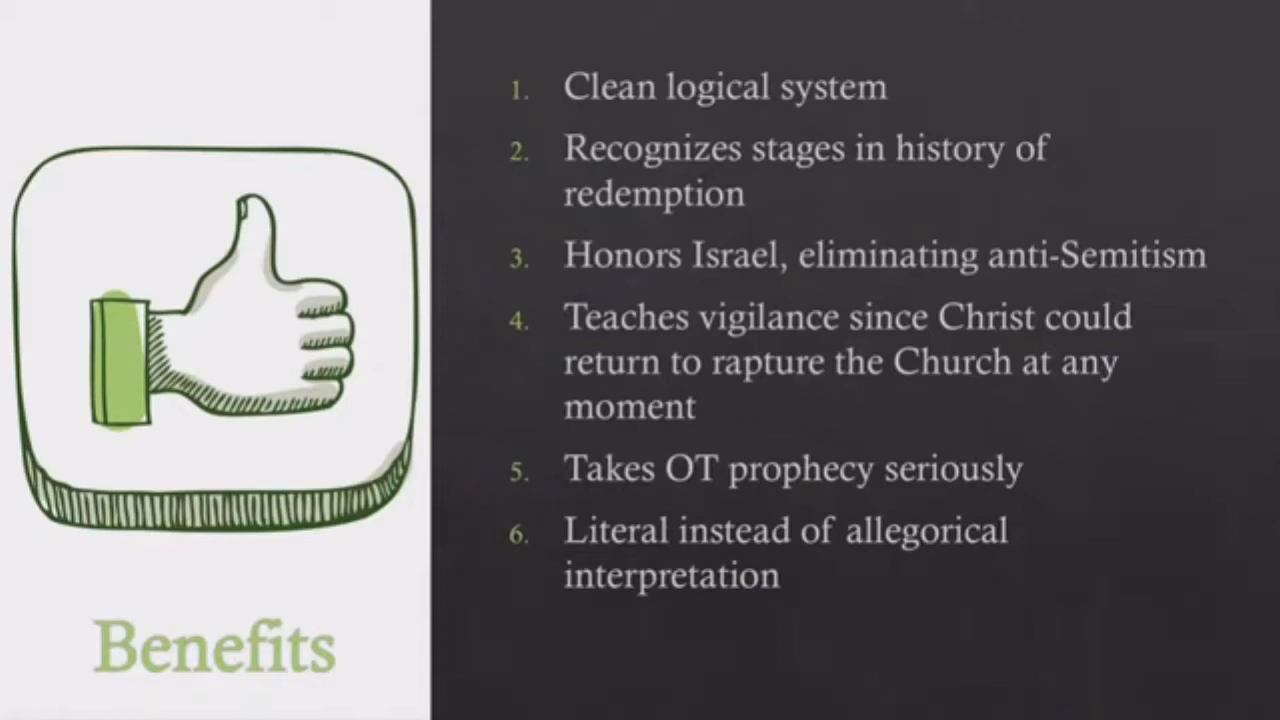 1. Clean logical system
2. Recognizes stages in history of
redemption
3. Honors Israel, eliminating anti-Semitism
4. Teaches vigilance since Christ could
return to rapture the Church at any
moment
5. Takes OT prophecy seriously
6. Literal instead of allegorical
interpretation
Benefits